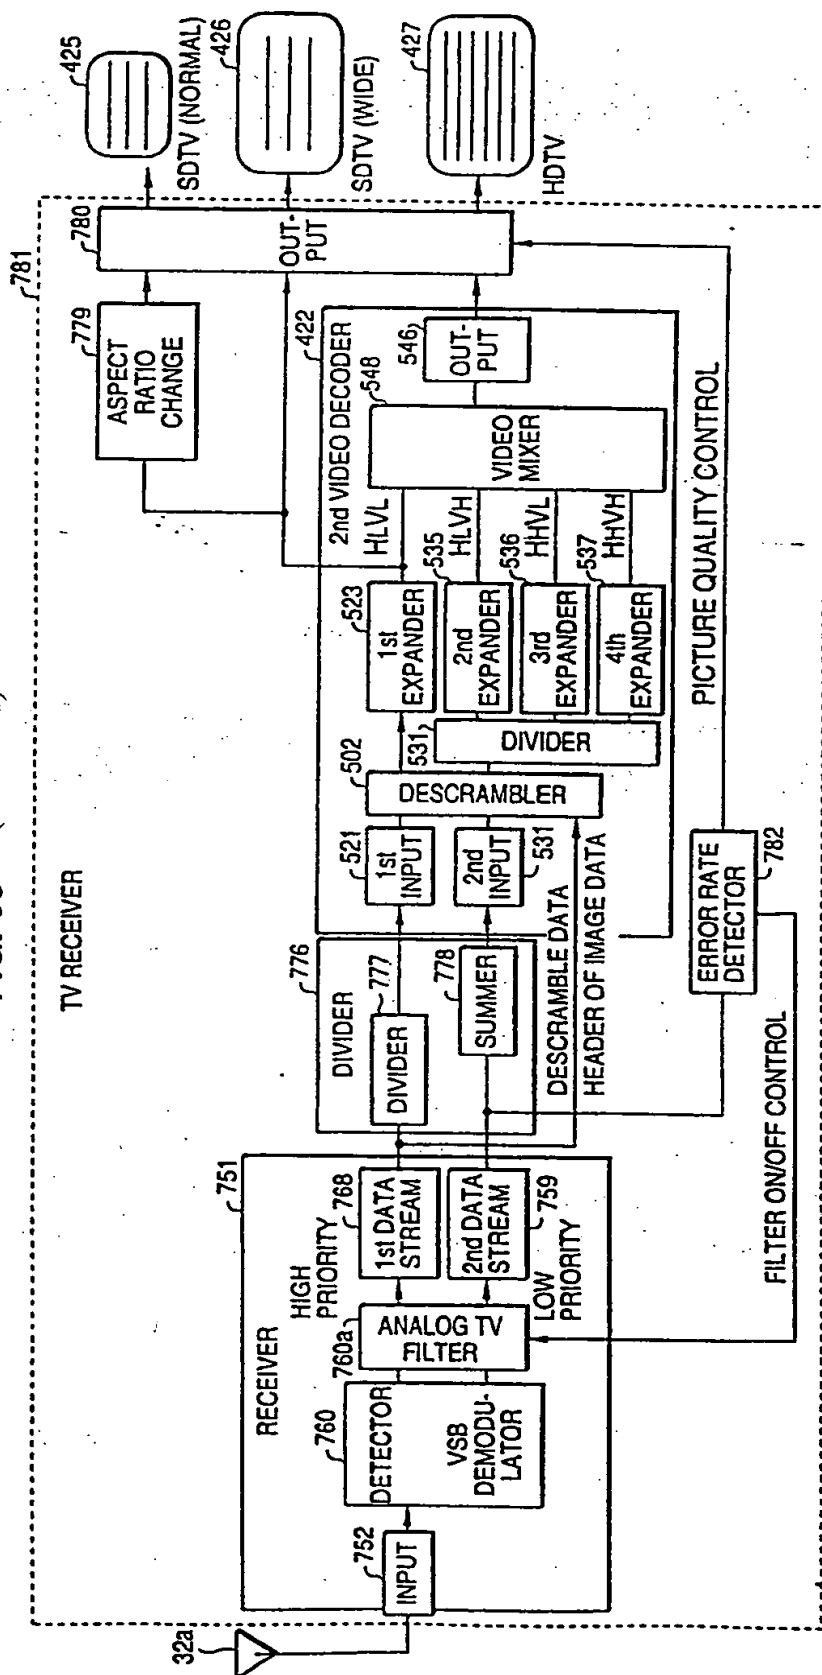 TV RECEIVER
781
32a
751
RECEIVER
752
INPUT
760
DETECTOR
VSB
DEMODU-
LATOR
760a
ANALOG TV
FILTER
HIGH
PRIORITY
768
1st DATA
STREAM
2nd DATA
STREAM
759
LOW
PRIORITY
776
DIVIDER
777
DIVIDER
778
SUMMER
DESCRAMBLE DATA
HEADER OF IMAGE DATA
422
2nd VIDEO DECODER
521
1st
INPUT
2nd
INPUT
531
502
DESCRAMBLER
531
DIVIDER
523
1st
EXPANDER
535
2nd
EXPANDER
536
3rd
EXPANDER
537
4th
EXPANDER
HLVL
HLVH
HHVL
HHVH
548
VIDEO
MIXER
546
OUT-
PUT
779
ASPECT
RATIO
CHANGE
780
OUT-
PUT
425
SDTV (NORMAL)
426
SDTV (WIDE)
427
HDTV
ERROR RATE
DETECTOR
782
PICTURE QUALITY CONTROL
FILTER ON/OFF CONTROL